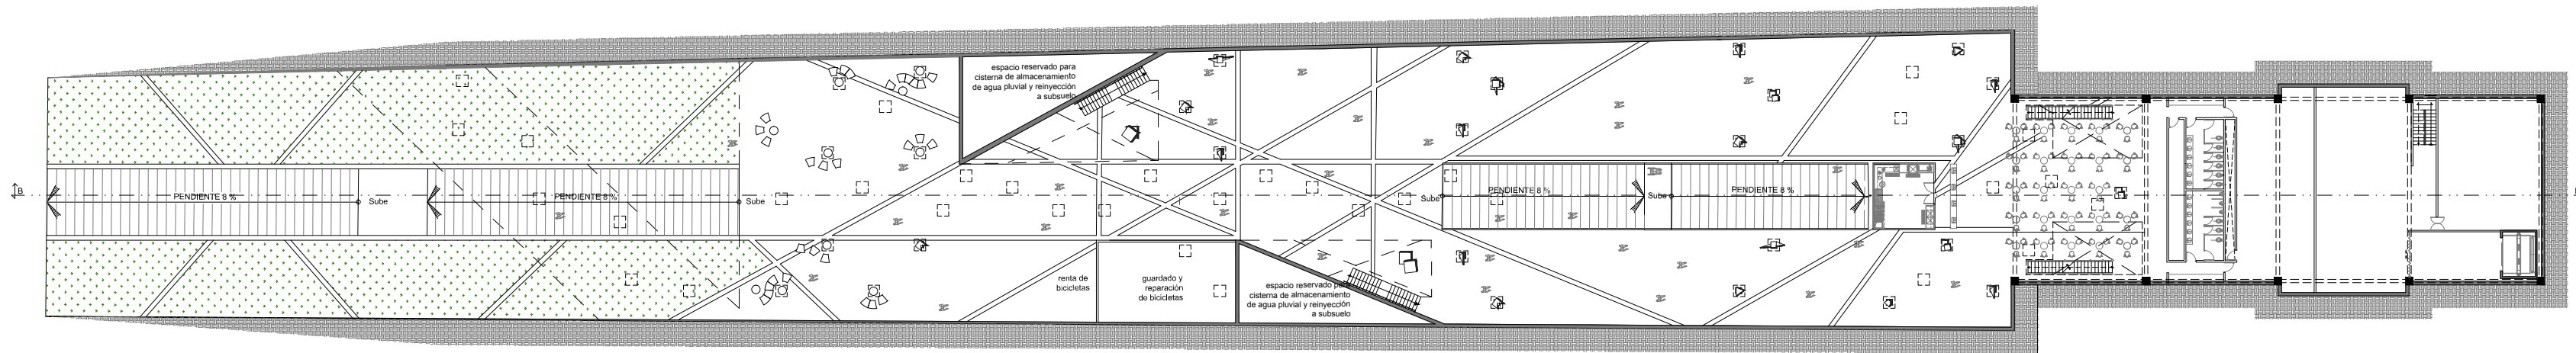 espacio reservado para
cisterna de almacenamiento
de agua pluvial y reinyección
a subsuelo
B
PENDIENTE 8 %
Sube
PENDIENTE 8 %
Sube
Sube
PENDIENTE 8 %
Sube
PENDIENTE 8 %
renta de
bicicletas
guardado y
reparación
de bicicletas
espacio reservado para
cisterna de almacenamiento
de agua pluvial y reinyección
a subsuelo